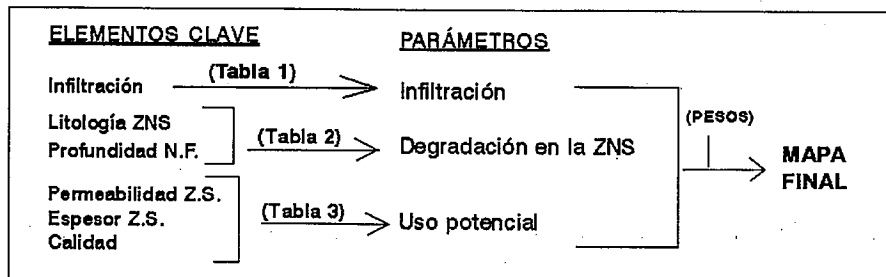 ELEMENTOS CLAVE
PARÁMETROS
Infiltración
(Tabla 1)
Infiltración
Litología ZNS
Profundidad N.F.
(Tabla 2)
Degradación en la ZNS
Permeabilidad Z.S.
Espesor Z.S.
Calidad
(Tabla 3)
Uso potencial
(PESOS)
MAPA
FINAL